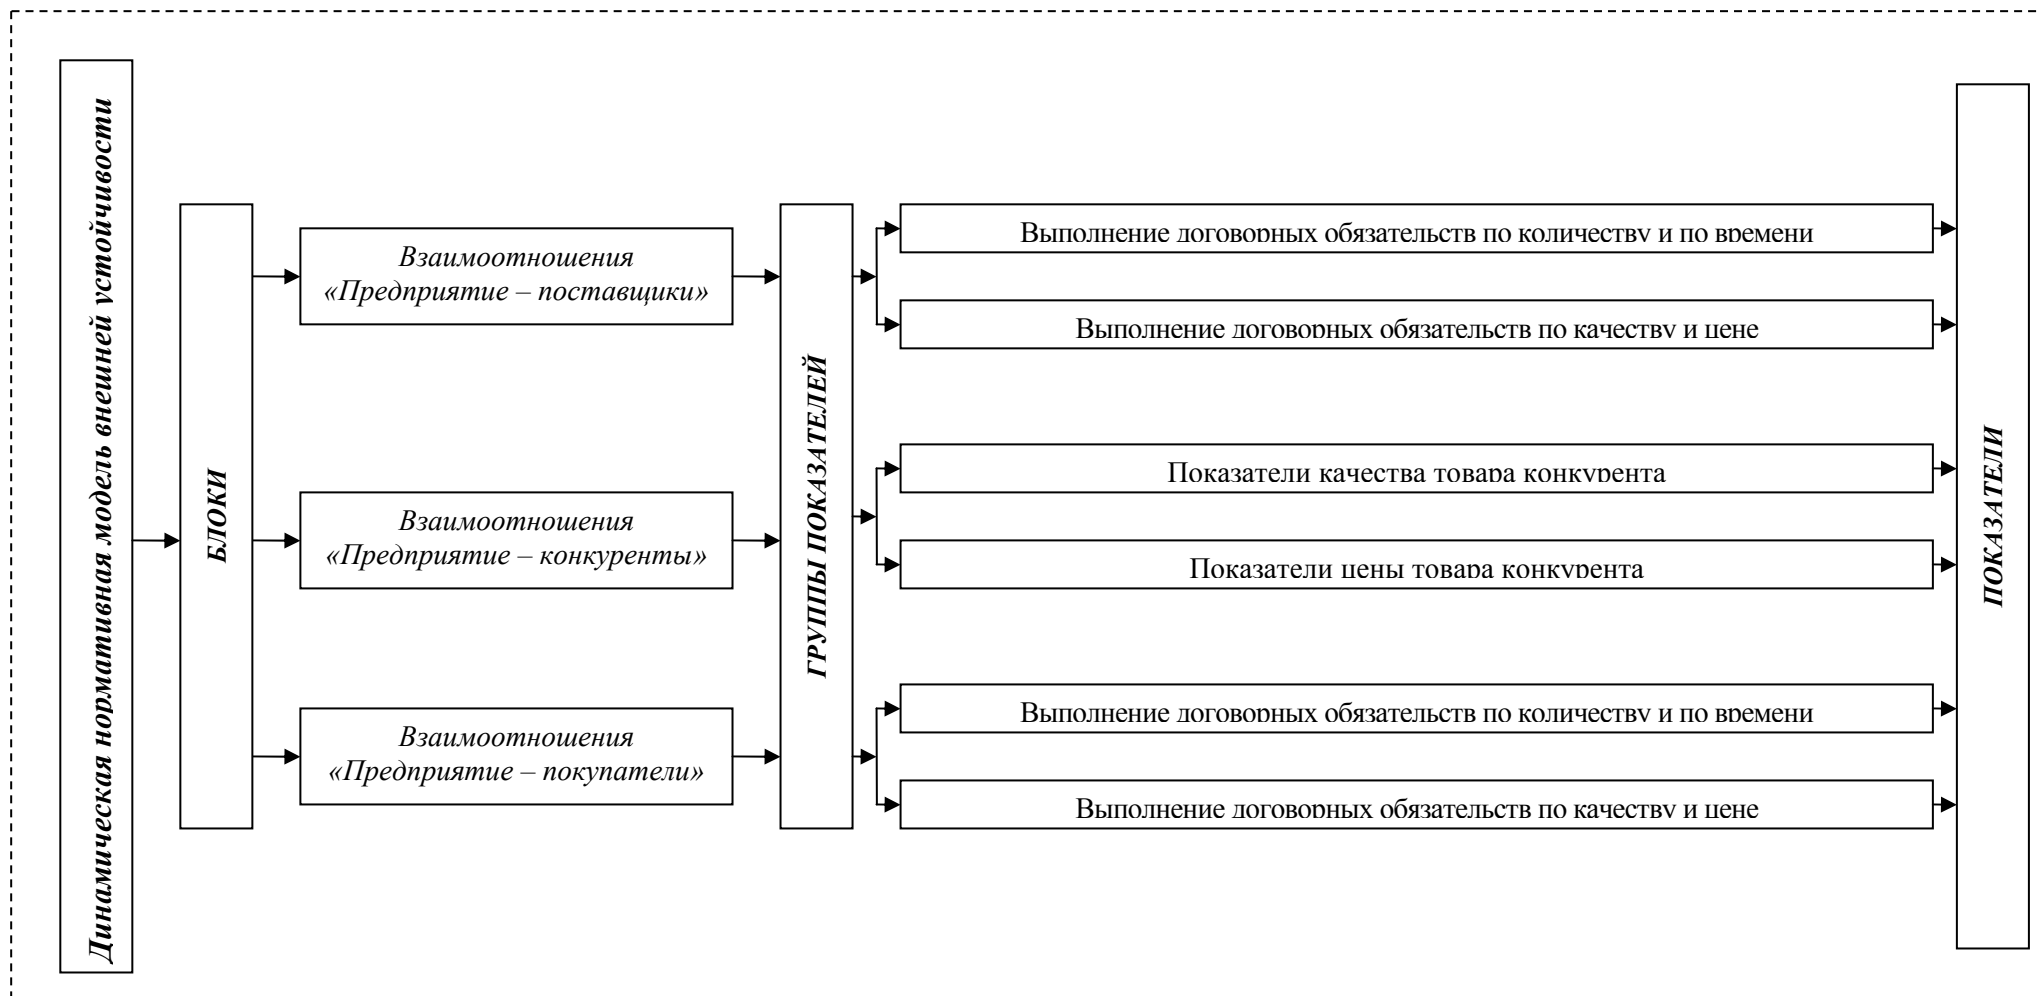 Динамическая нормативная модель внешней устойчивости
БЛОКИ
Взаимоотношения
«Предприятие – поставщики»
Взаимоотношения
«Предприятие – конкуренты»
Взаимоотношения
«Предприятие – покупатели»
ГРУППЫ ПОКАЗАТЕЛЕЙ
Выполнение договорных обязательств по количеству и по времени
Выполнение договорных обязательств по качеству и цене
Показатели качества товара конкурента
Показатели цены товара конкурента
Выполнение договорных обязательств по количеству и по времени
Выполнение договорных обязательств по качеству и цене
ПОКАЗАТЕЛИ